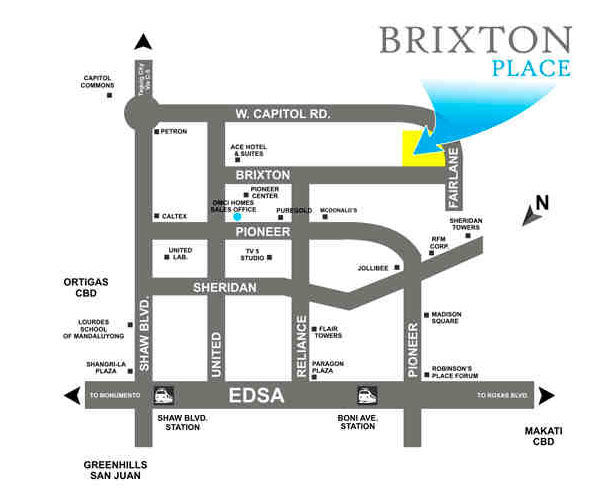 BRIXTON
PLACE
CAPITOL
COMMONS
Taguig City
Via C-5
W. CAPITOL RD.
PETRON
ACE HOTEL
& SUITES
BRIXTON
FAIRLANE
PIONEER
CENTER
DMCI HOMES
SALES OFFICE
PUREGOLD
MCDONALD'S
CALTEX
PIONEER
N
SHERIDAN
TOWERS
RFM
CORP.
UNITED
LAB.
TV 5
STUDIO
JOLLIBEE
ORTIGAS
CBD
SHERIDAN
SHAW BLVD.
UNITED
RELIANCE
PIONEER
LOURDES
SCHOOL
OF MANDALUYONG
FLAIR
TOWERS
MADISON
SQUARE
SHANGRI-LA
PLAZA
PARAGON
PLAZA
ROBINSON'S
PLACE FORUM
TO MONUMENTO
EDSA
TO ROXAS BLVD.
SHAW BLVD.
STATION
BONI AVE.
STATION
MAKATI
CBD
GREENHILLS
SAN JUAN